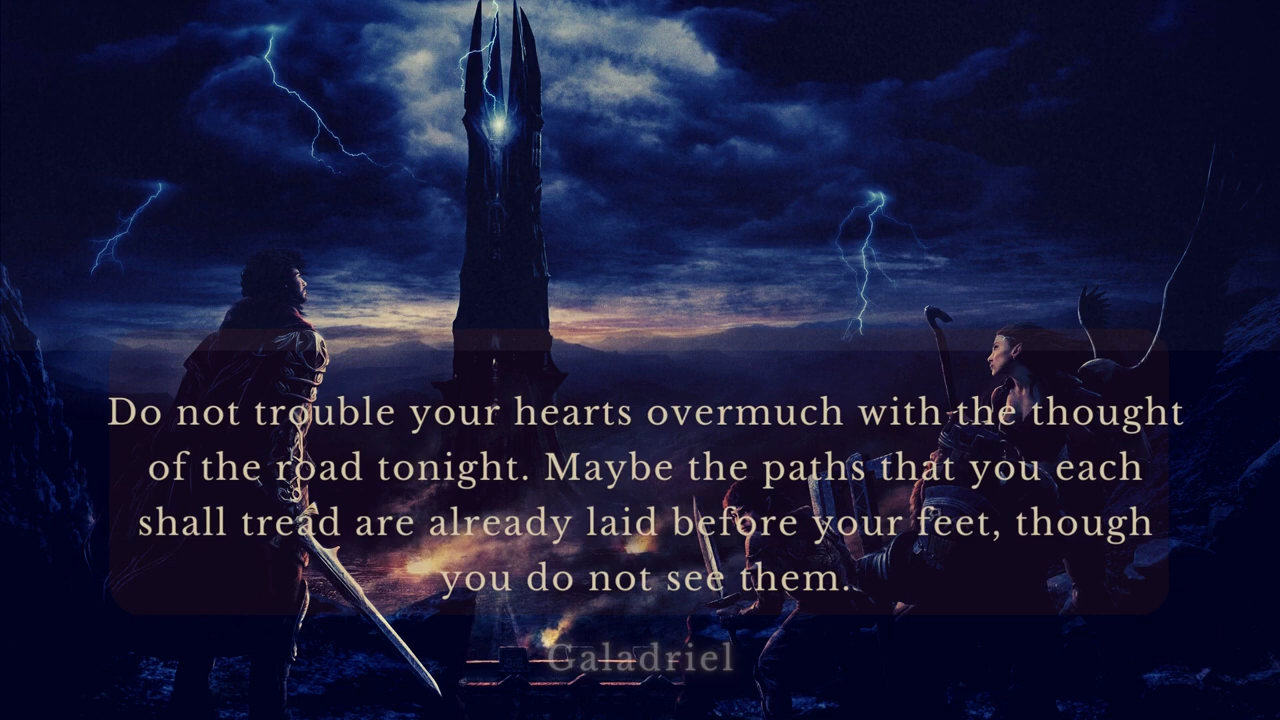 Do not trouble your hearts overmuch with the thought
of the road tonight. Maybe the paths that you each
shall tread are already laid before your feet, though
you do not see them.
Galadriel